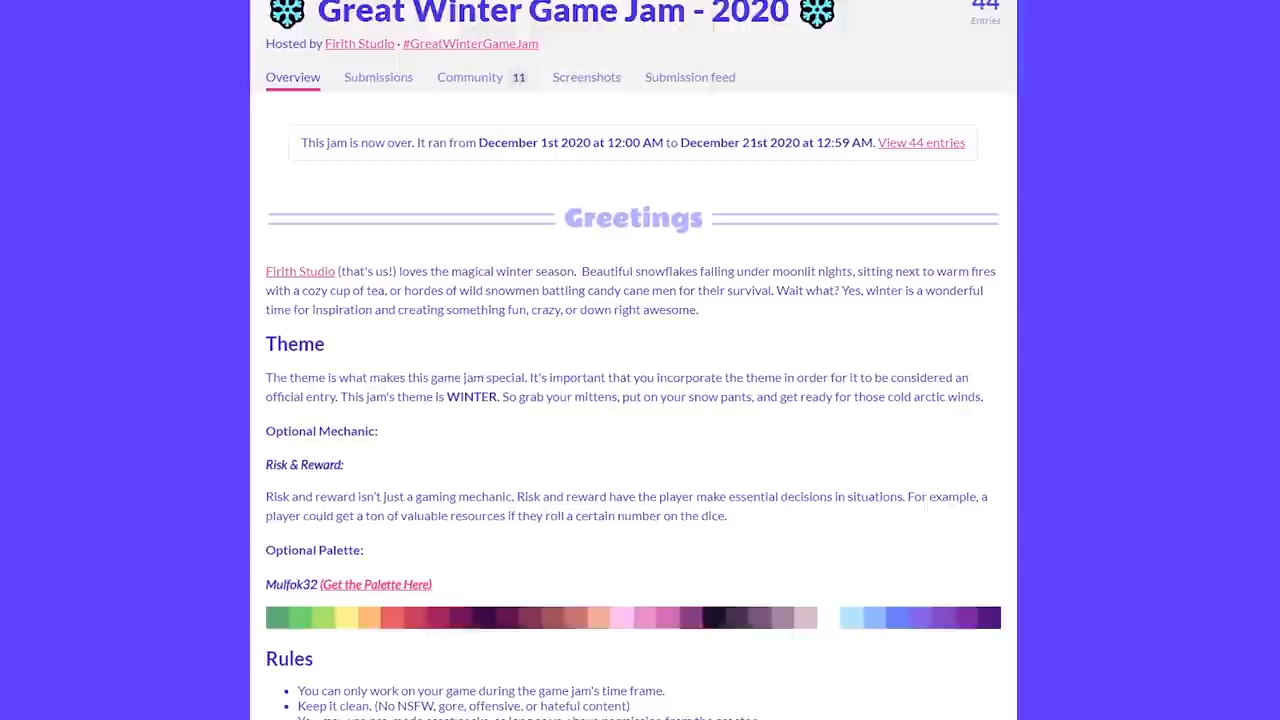 Great Winter Game Jam - 2020
44
Entries
Hosted by Firith Studio · #GreatWinterGameJam
Overview Submissions Community 11 Screenshots Submission feed
This jam is now over. It ran from December 1st 2020 at 12:00 AM to December 21st 2020 at 12:59 AM. View 44 entries
Greetings
Firith Studio (that's us!) loves the magical winter season. Beautiful snowflakes falling under moonlit nights, sitting next to warm fires
with a cozy cup of tea, or hordes of wild snowmen battling candy cane men for their survival. Wait what? Yes, winter is a wonderful
time for inspiration and creating something fun, crazy, or down right awesome.
Theme
The theme is what makes this game jam special. It's important that you incorporate the theme in order for it to be considered an
official entry. This jam's theme is WINTER. So grab your mittens, put on your snow pants, and get ready for those cold arctic winds.
Optional Mechanic:
Risk & Reward:
Risk and reward isn't just a gaming mechanic. Risk and reward have the player make essential decisions in situations. For example, a
player could get a ton of valuable resources if they roll a certain number on the dice.
Optional Palette:
Mulfok32 (Get the Palette Here)
Rules
You can only work on your game during the game jam's time frame.
Keep it clean. (No NSFW, gore, offensive, or hateful content)